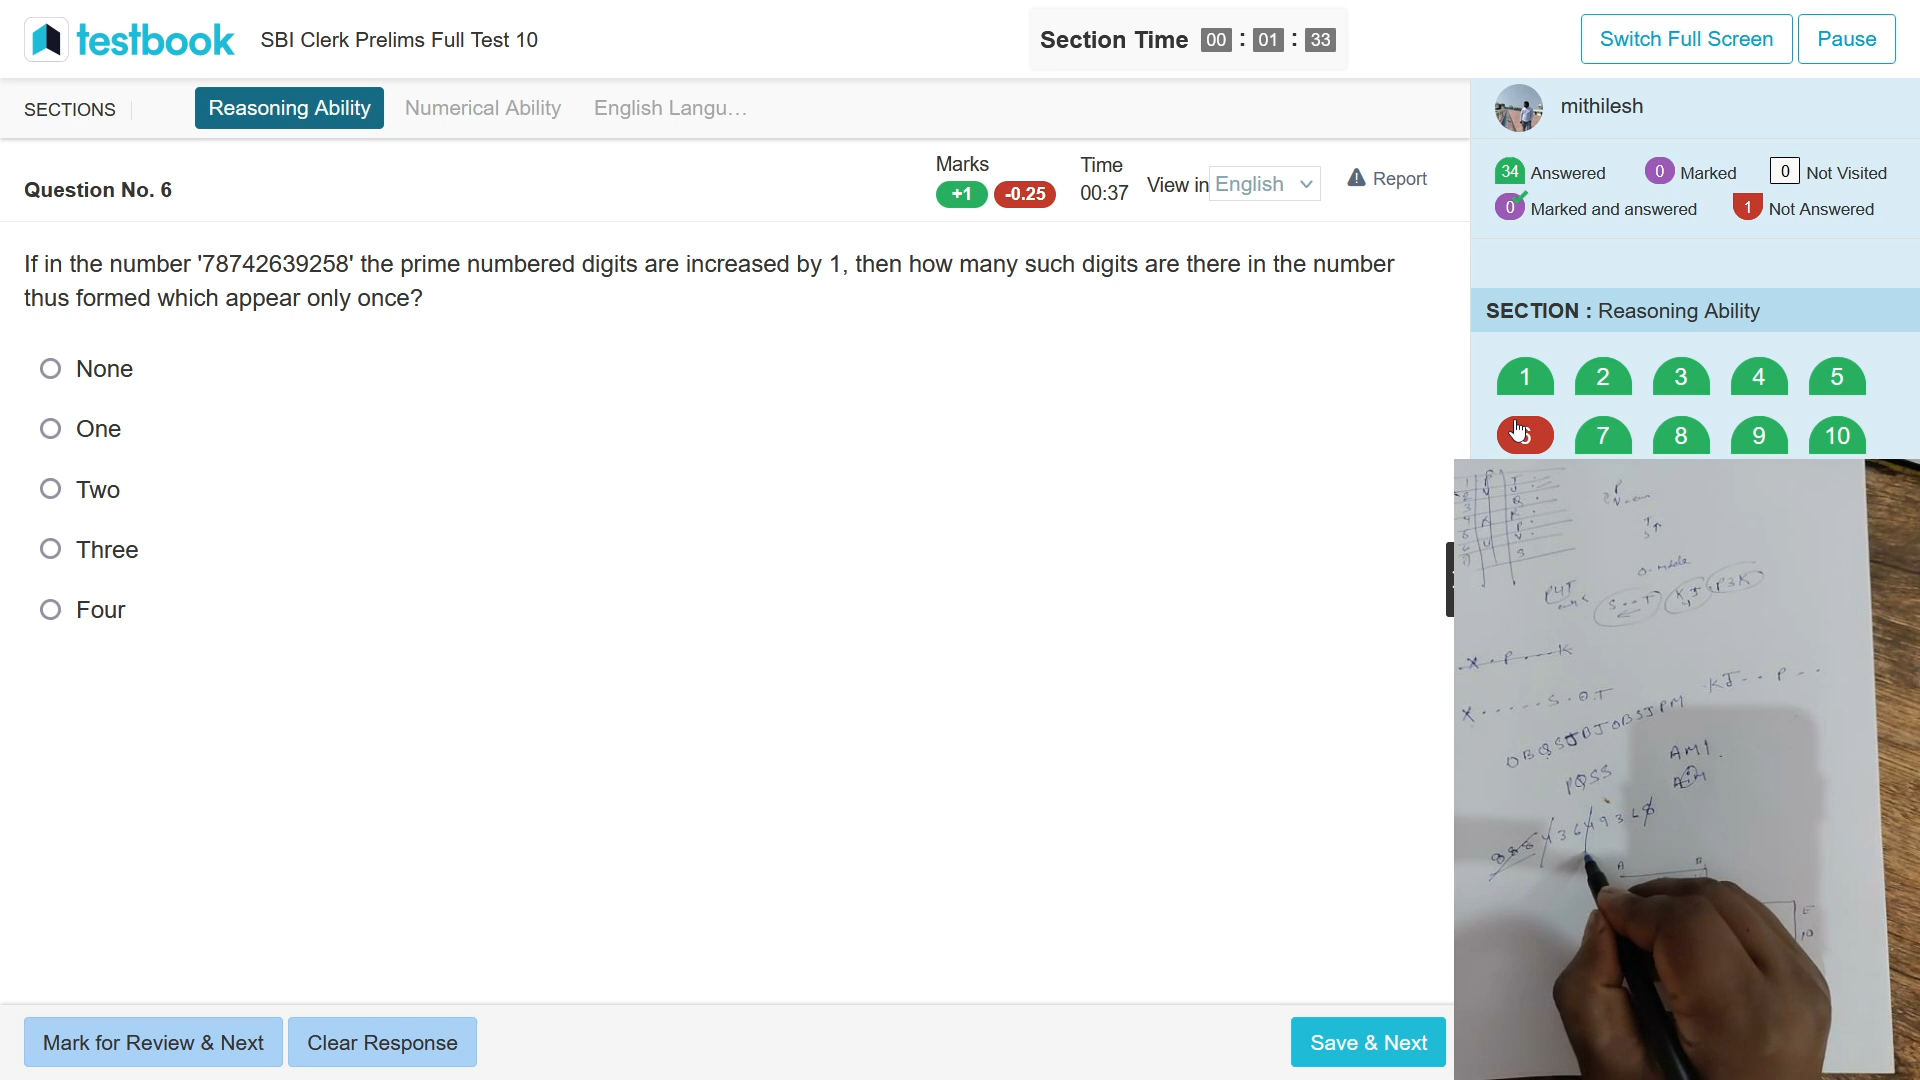 testbook SBI Clerk Prelims Full Test 10 Section Time 00 : 01 : 33 Switch Full Screen Pause
SECTIONS Reasoning Ability Numerical Ability English Langu... mithilesh
Question No. 6 Marks +1 -0.25 Time 00:37 View in English Report
34 Answered 0 Marked 0 Not Visited
0 Marked and answered 1 Not Answered
If in the number '78742639258' the prime numbered digits are increased by 1, then how many such digits are there in the number
thus formed which appear only once?
None
One
Two
Three
Four
SECTION : Reasoning Ability
1 2 3 4 5
6 7 8 9 10
X . P . - - - K
X . . . . . S . O T
KJ - . P - -
AM1
PQSS
A B
E
10
Mark for Review & Next Clear Response Save & Next